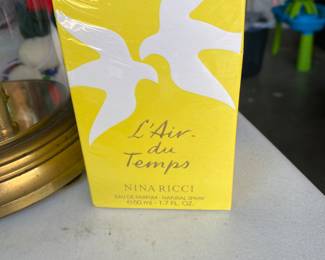 L'Air
du
Temps
NINA RICCI
EAU DE PARFUM - NATURAL SPRAY
℮50 ml - 1.7 FL. OZ.